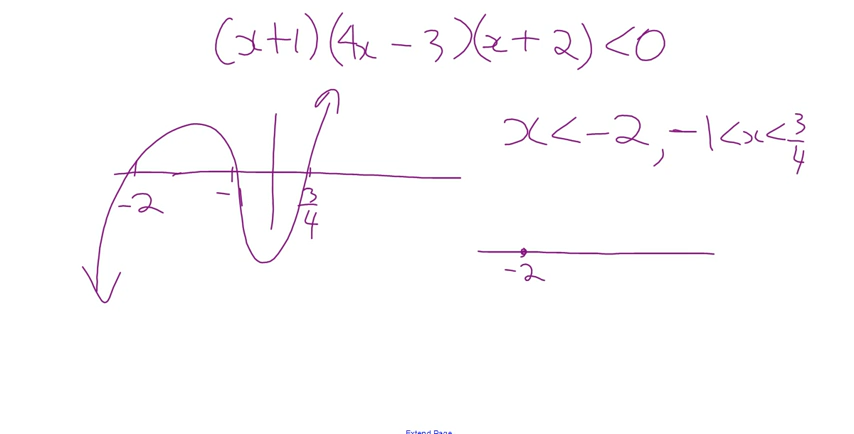 (x+1)(4x-3)(x+2)<0
x<-2, -1<x<3/4
-2
-1
3/4
-2
Extend Page